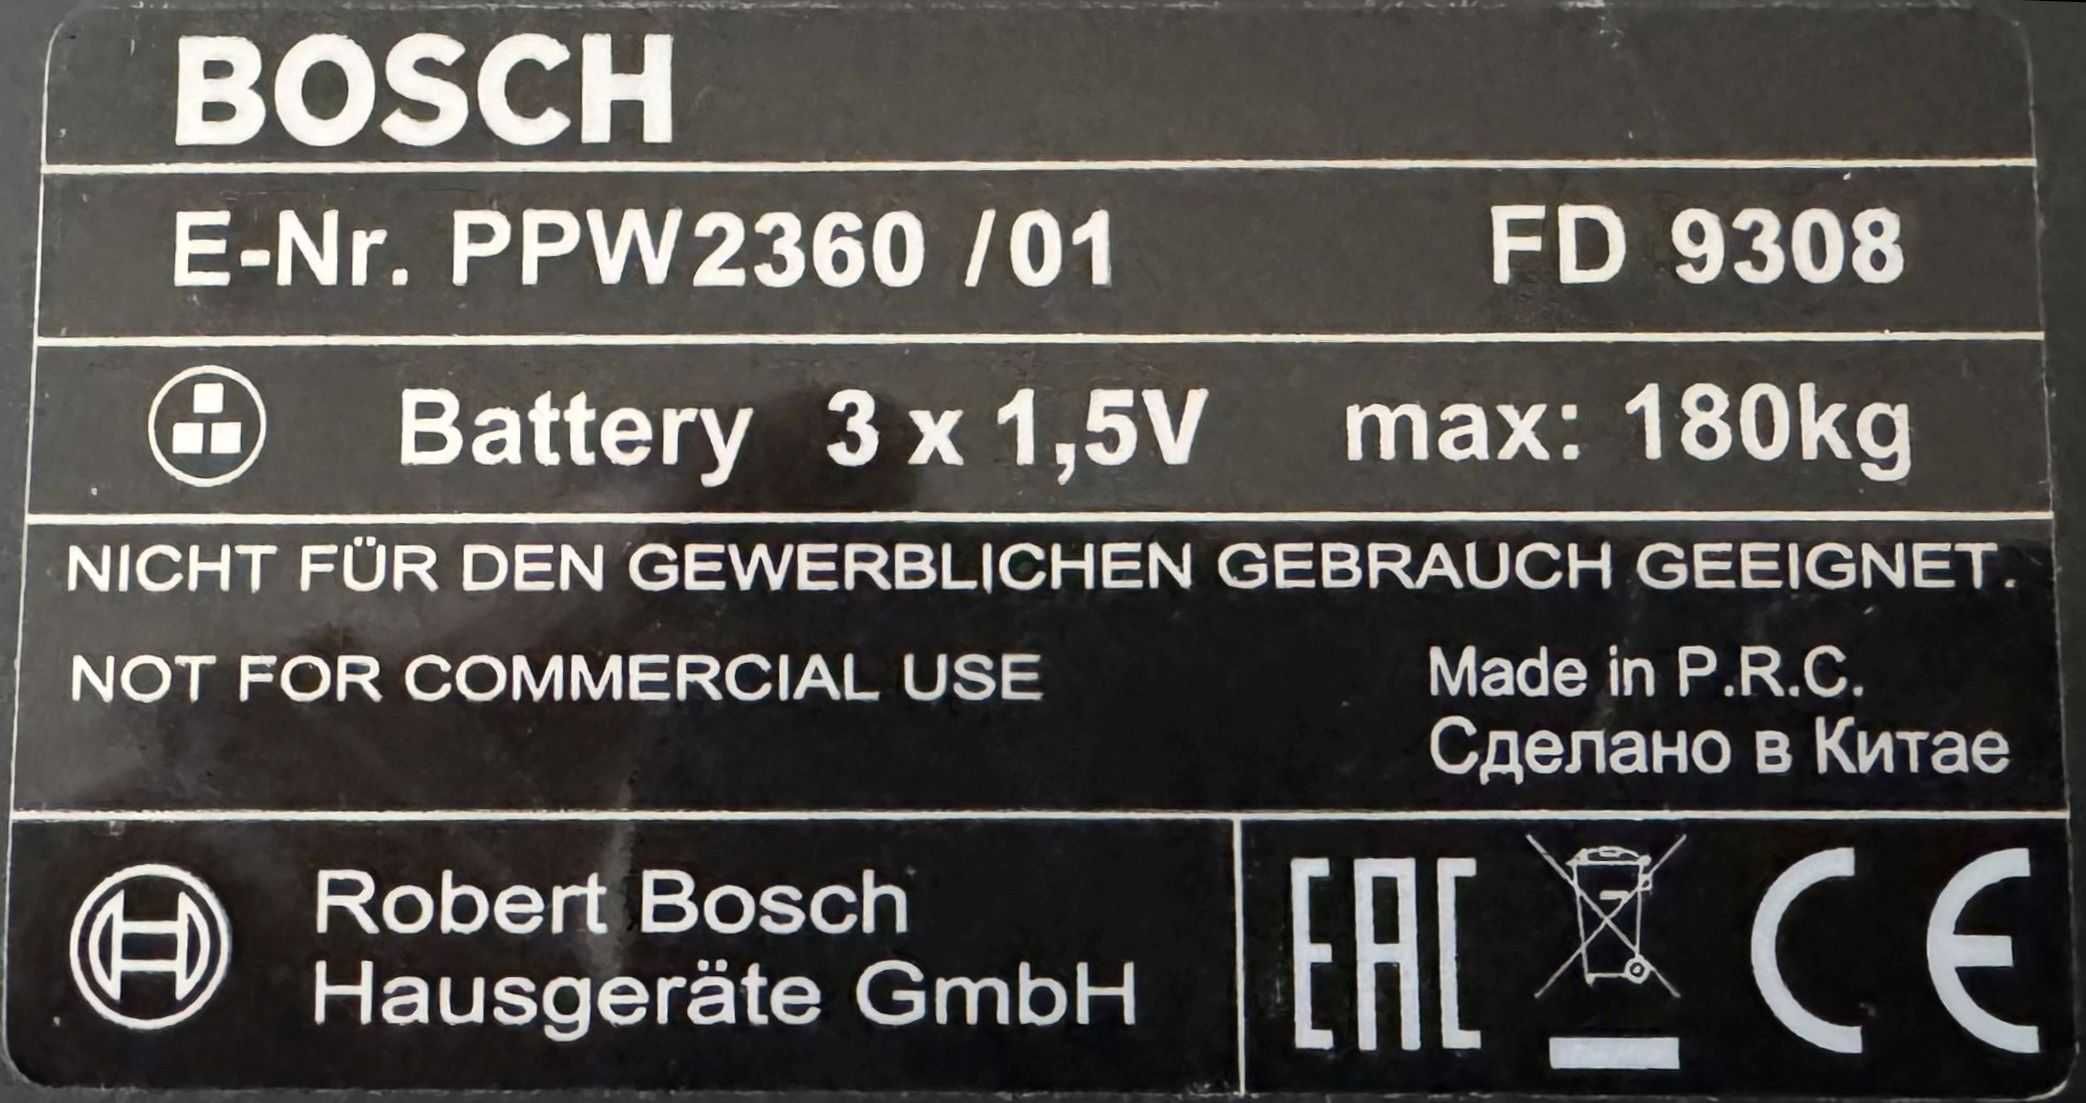 BOSCH
E-Nr. PPW2360 /01 FD 9308
Battery 3 x 1,5V max: 180kg
NICHT FÜR DEN GEWERBLICHEN GEBRAUCH GEEIGNET.
NOT FOR COMMERCIAL USE
Made in P.R.C.
Сделано в Китае
Robert Bosch
Hausgeräte GmbH
EAC CE